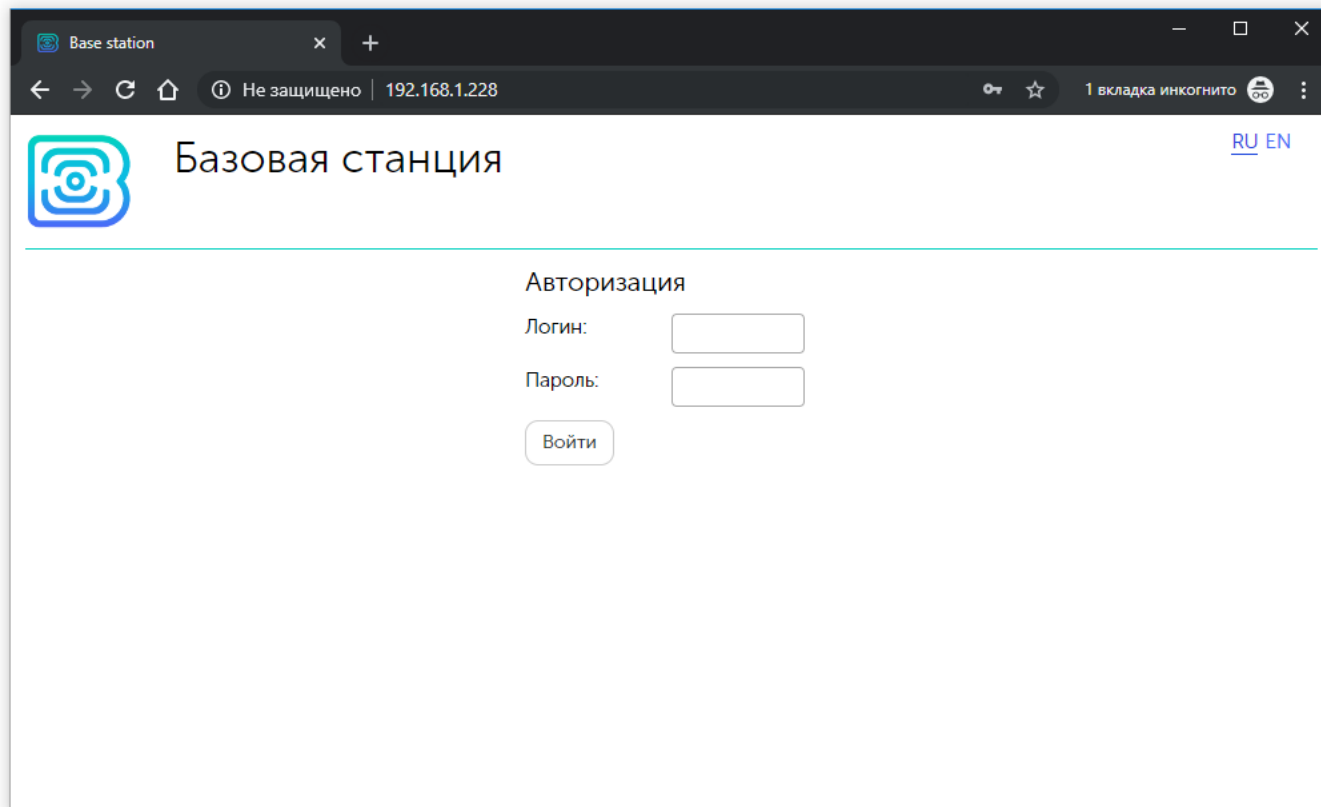 Base station
Не защищено 192.168.1.228 1 вкладка инкогнито
Базовая станция
RU EN
Авторизация
Логин:
Пароль:
Войти